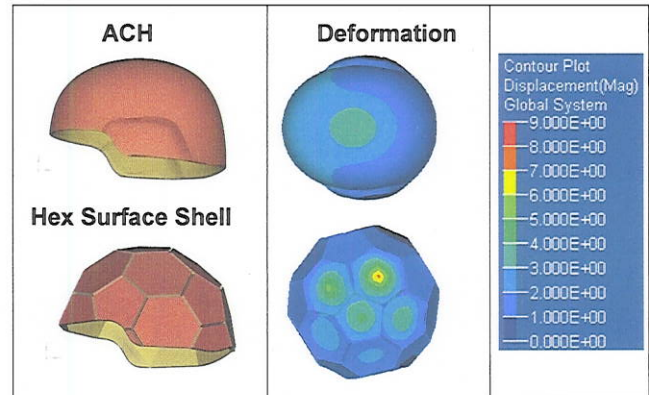 ACH
Deformation
Hex Surface Shell
Contour Plot
Displacement(Mag)
Global System
9.000E+00
8.000E+00
7.000E+00
6.000E+00
5.000E+00
4.000E+00
3.000E+00
2.000E+00
1.000E+00
0.000E+00